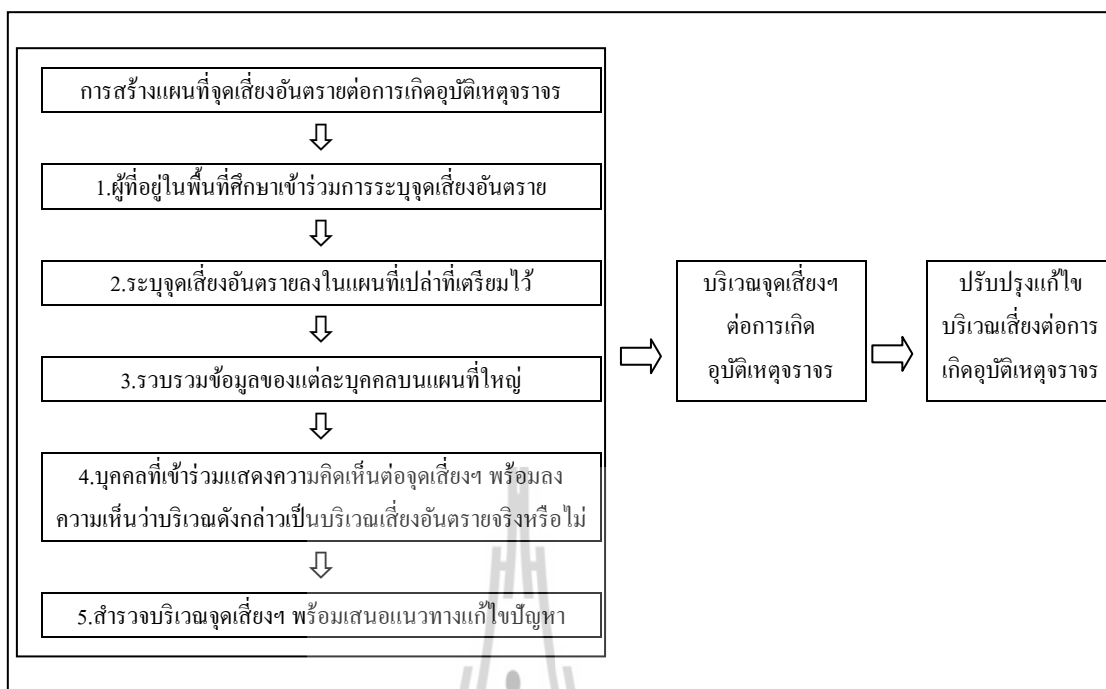 การสร้างแผนที่จุดเสี่ยงอันตรายต่อการเกิดอุบัติเหตุจราจร
1.ผู้ที่อยู่ในพื้นที่ศึกษาเข้าร่วมการระบุจุดเสี่ยงอันตราย
2.ระบุจุดเสี่ยงอันตรายลงในแผนที่เปล่าที่เตรียมไว้
3.รวบรวมข้อมูลของแต่ละบุคคลบนแผนที่ใหญ่
4.บุคคลที่เข้าร่วมแสดงความคิดเห็นต่อจุดเสี่ยงฯ พร้อมลง
ความเห็นว่าบริเวณดังกล่าวเป็นบริเวณเสี่ยงอันตรายจริงหรือไม่
5.สำรวจบริเวณจุดเสี่ยงฯ พร้อมเสนอแนวทางแก้ไขปัญหา
บริเวณจุดเสี่ยงฯ
ต่อการเกิด
อุบัติเหตุจราจร
ปรับปรุงแก้ไข
บริเวณเสี่ยงต่อการ
เกิดอุบัติเหตุจราจร